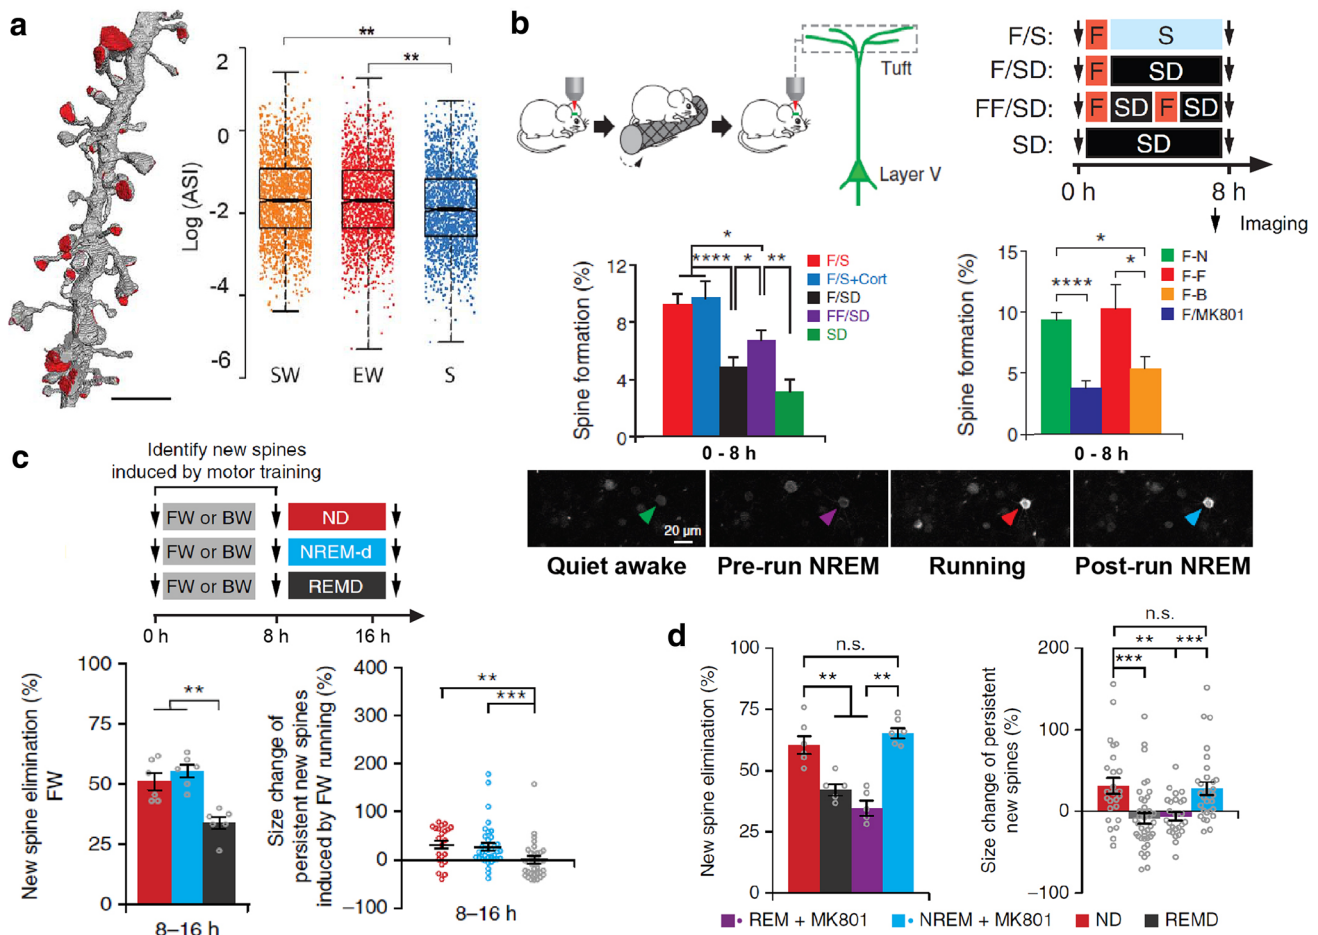 a
**
**
2
0
-2
-4
-6
Log (ASI)
SW
EW
S
b
Tuft
Layer V
F/S: F S
F/SD: F SD
FF/SD: F SD F SD
SD: SD
0 h
8 h
Imaging
Spine formation (%)
12
8
4
0
*
**** * **
0 - 8 h
F/S
F/S+Cort
F/SD
FF/SD
SD
Spine formation (%)
15
10
5
0
*
*
****
0 - 8 h
F-N
F-F
F-B
F/MK801
20 µm
Quiet awake
Pre-run NREM
Running
Post-run NREM
c
Identify new spines
induced by motor training
FW or BW ND
FW or BW NREM-d
FW or BW REMD
0 h
8 h
16 h
New spine elimination (%)
FW
100
75
50
25
0
**
8–16 h
Size change of
persistent new spines
induced by FW running (%)
400
300
200
100
0
−100
**
***
8–16 h
d
New spine elimination (%)
100
75
50
25
0
n.s.
** **
Size change of persistent
new spines (%)
200
100
0
−100
n.s.
** ***
***
REM + MK801
NREM + MK801
ND
REMD